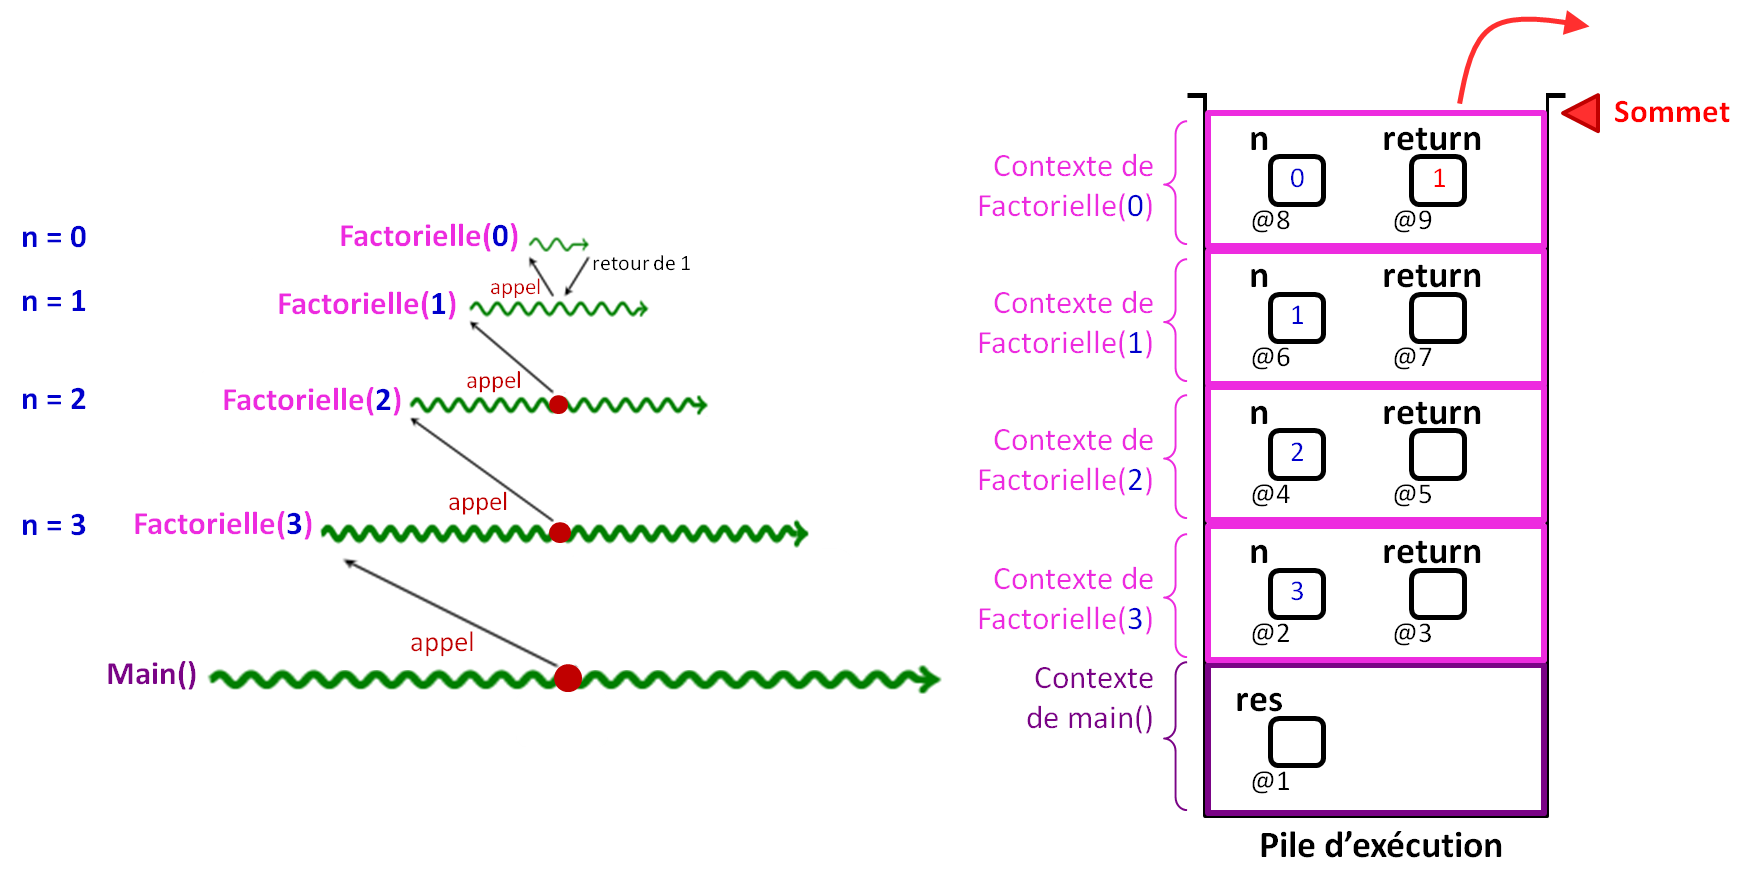 n = 0
Factorielle(0)
retour de 1
n = 1
Factorielle(1)
appel
n = 2
Factorielle(2)
appel
n = 3
Factorielle(3)
appel
Main()
appel
Sommet
Contexte de
Factorielle(0)
n return
0 1
@8 @9
Contexte de
Factorielle(1)
n return
1
@6 @7
Contexte de
Factorielle(2)
n return
2
@4 @5
Contexte de
Factorielle(3)
n return
3
@2 @3
Contexte
de main()
res
@1
Pile d’exécution